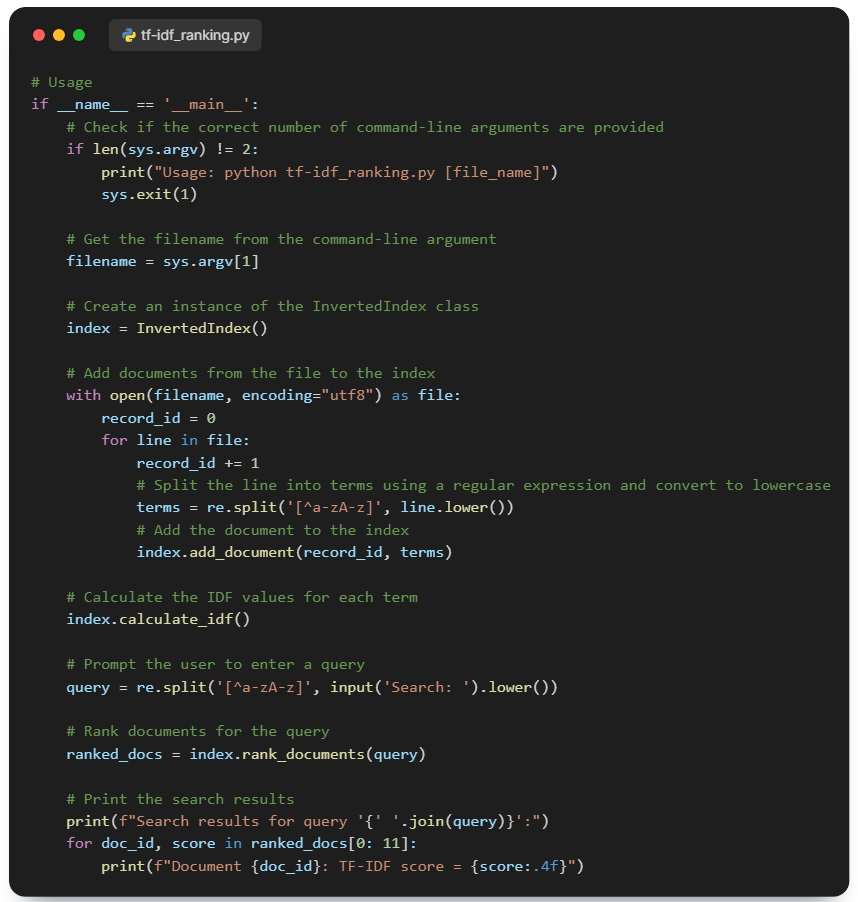 tf-idf_ranking.py
# Usage
if __name__ == '__main__':
    # Check if the correct number of command-line arguments are provided
    if len(sys.argv) != 2:
        print("Usage: python tf-idf_ranking.py [file_name]")
        sys.exit(1)

    # Get the filename from the command-line argument
    filename = sys.argv[1]

    # Create an instance of the InvertedIndex class
    index = InvertedIndex()

    # Add documents from the file to the index
    with open(filename, encoding="utf8") as file:
        record_id = 0
        for line in file:
            record_id += 1
            # Split the line into terms using a regular expression and convert to lowercase
            terms = re.split('[^a-zA-z]', line.lower())
            # Add the document to the index
            index.add_document(record_id, terms)

    # Calculate the IDF values for each term
    index.calculate_idf()

    # Prompt the user to enter a query
    query = re.split('[^a-zA-z]', input('Search: ').lower())

    # Rank documents for the query
    ranked_docs = index.rank_documents(query)

    # Print the search results
    print(f"Search results for query '{' '.join(query)}':")
    for doc_id, score in ranked_docs[0: 11]:
        print(f"Document {doc_id}: TF-IDF score = {score:.4f}")